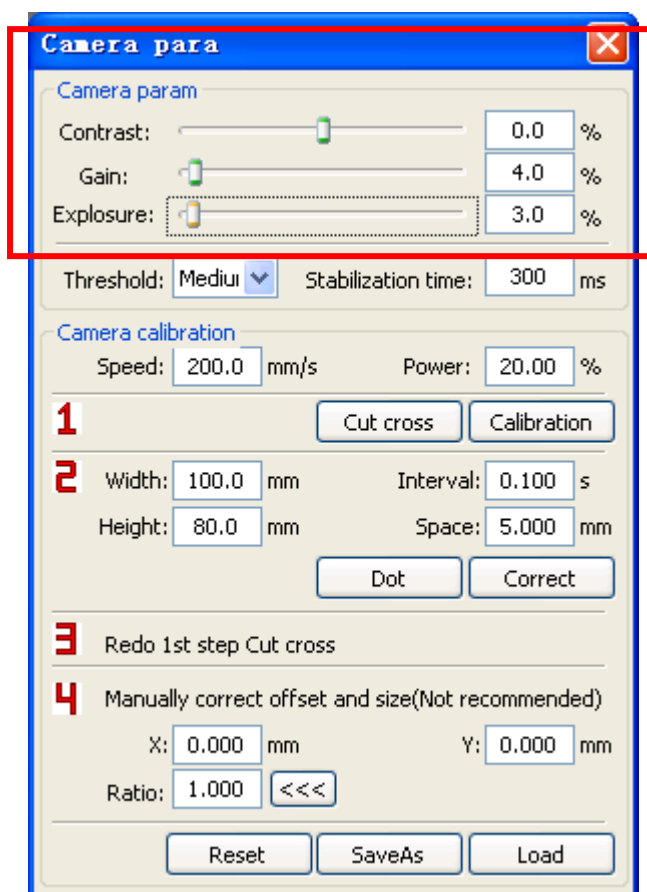 Camera para
Camera param
Contrast: 0.0 %
Gain: 4.0 %
Explosure: 3.0 %
Threshold: Mediu Stabilization time: 300 ms
Camera calibration
Speed: 200.0 mm/s Power: 20.00 %
1 Cut cross Calibration
2 Width: 100.0 mm Interval: 0.100 s
Height: 80.0 mm Space: 5.000 mm
Dot Correct
3 Redo 1st step Cut cross
4 Manually correct offset and size(Not recommended)
X: 0.000 mm Y: 0.000 mm
Ratio: 1.000 <<<
Reset SaveAs Load